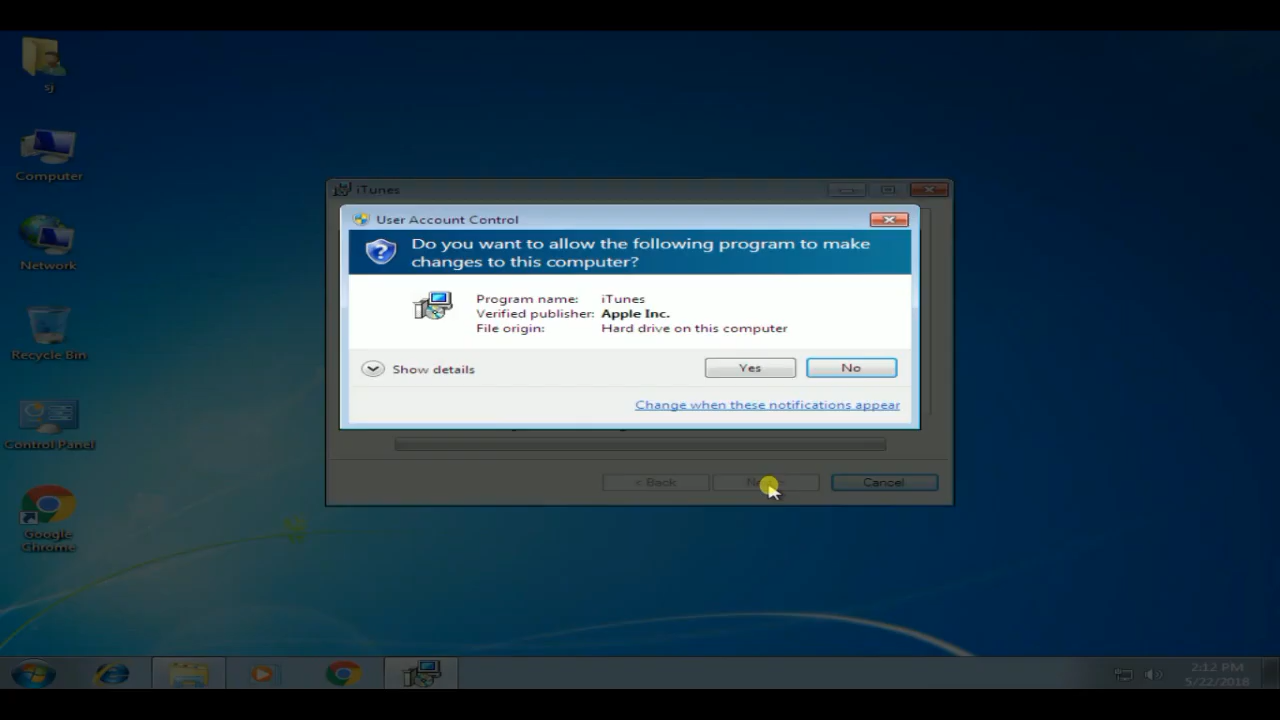 sj
Computer
Network
Recycle Bin
Control Panel
Google
Chrome
iTunes
User Account Control
Do you want to allow the following program to make
changes to this computer?
Program name: iTunes
Verified publisher: Apple Inc.
File origin: Hard drive on this computer
Show details
Yes
No
Change when these notifications appear
< Back
Cancel
2:12 PM
5/22/2018